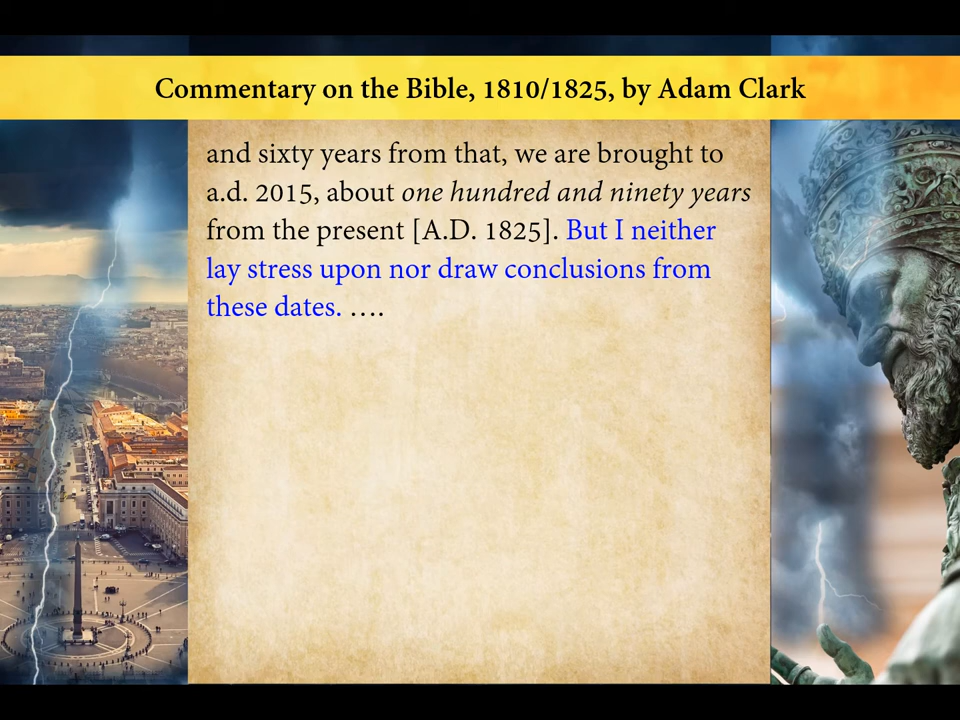 Commentary on the Bible, 1810/1825, by Adam Clark
and sixty years from that, we are brought to
a.d. 2015, about one hundred and ninety years
from the present [A.D. 1825]. But I neither
lay stress upon nor draw conclusions from
these dates. ….